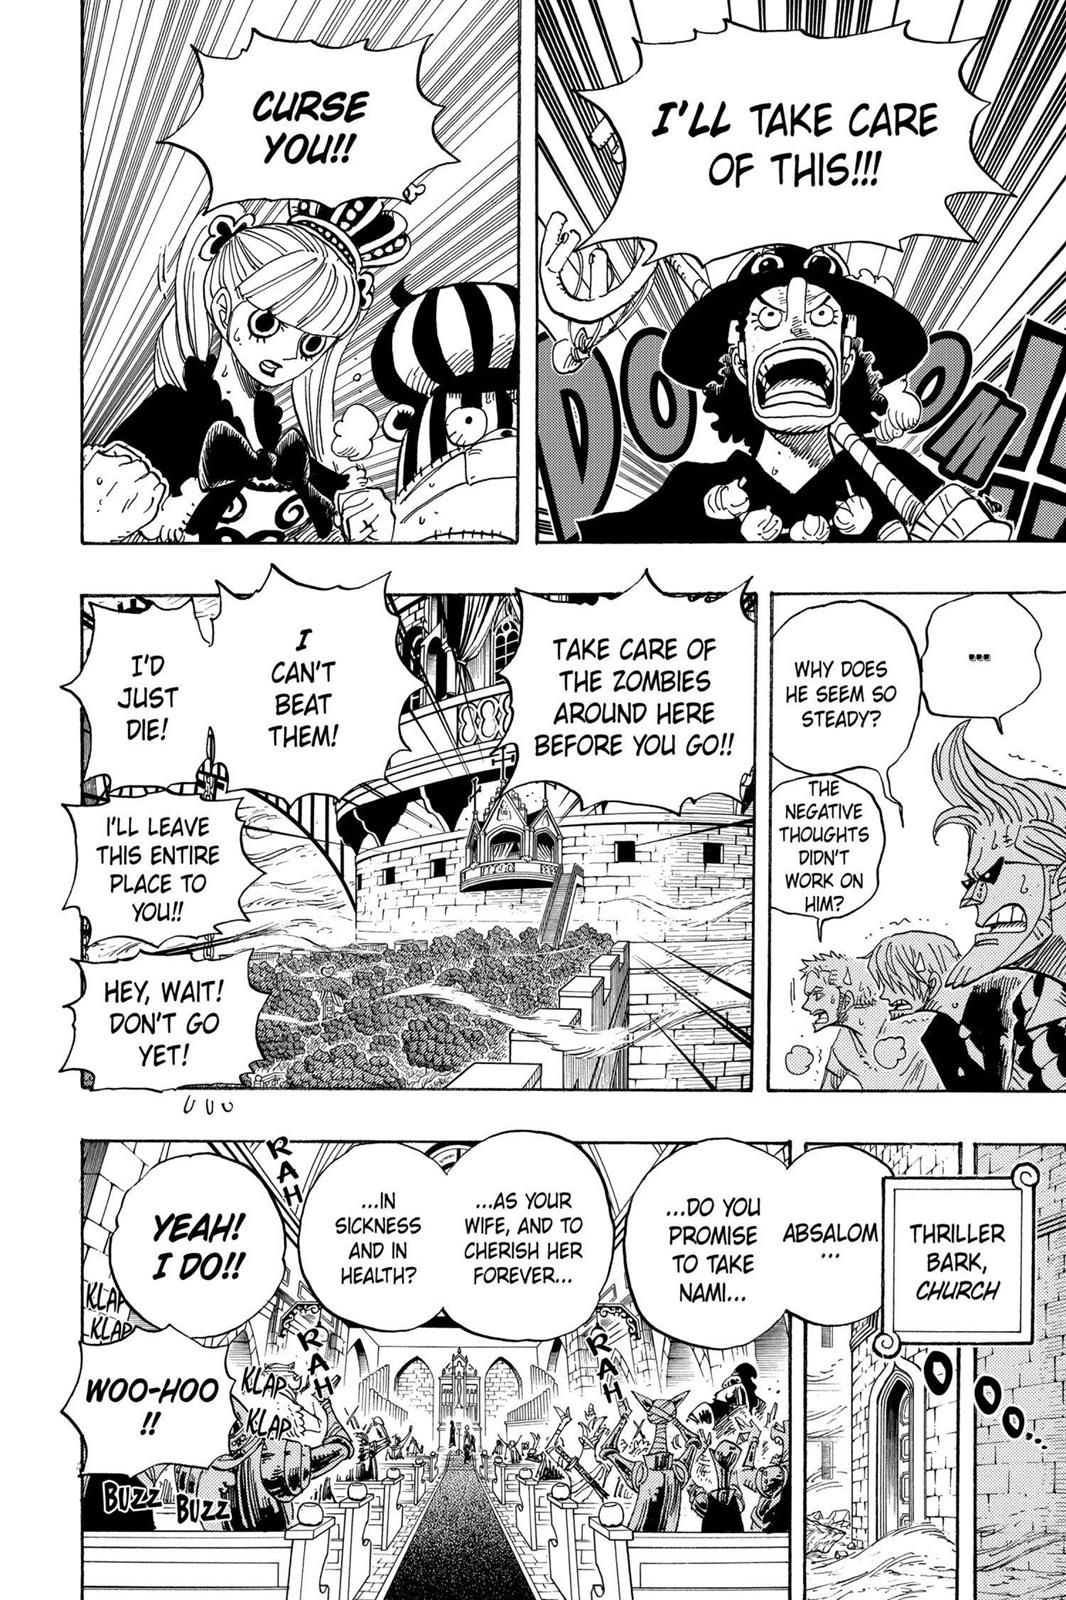 I'LL TAKE CARE
OF THIS!!!
DOOOM!!
CURSE
YOU!!
...
WHY DOES
HE SEEM SO
STEADY?
THE
NEGATIVE
THOUGHTS
DIDN'T
WORK ON
HIM?
TAKE CARE OF
THE ZOMBIES
AROUND HERE
BEFORE YOU GO!!
I
CAN'T
BEAT
THEM!
I'D
JUST
DIE!
I'LL LEAVE
THIS ENTIRE
PLACE TO
YOU!!
HEY, WAIT!
DON'T GO
YET!
THRILLER
BARK,
CHURCH
OOO...
ABSALOM
...
...DO YOU
PROMISE
TO TAKE
NAMI...
...AS YOUR
WIFE, AND TO
CHERISH HER
FOREVER...
...IN
SICKNESS
AND IN
HEALTH?
RAH
YEAH!
I DO!!
KLAP
KLAP
WOO-HOO
!!
KLAP
KLAP
RAH
RAH
BUZZ
BUZZ